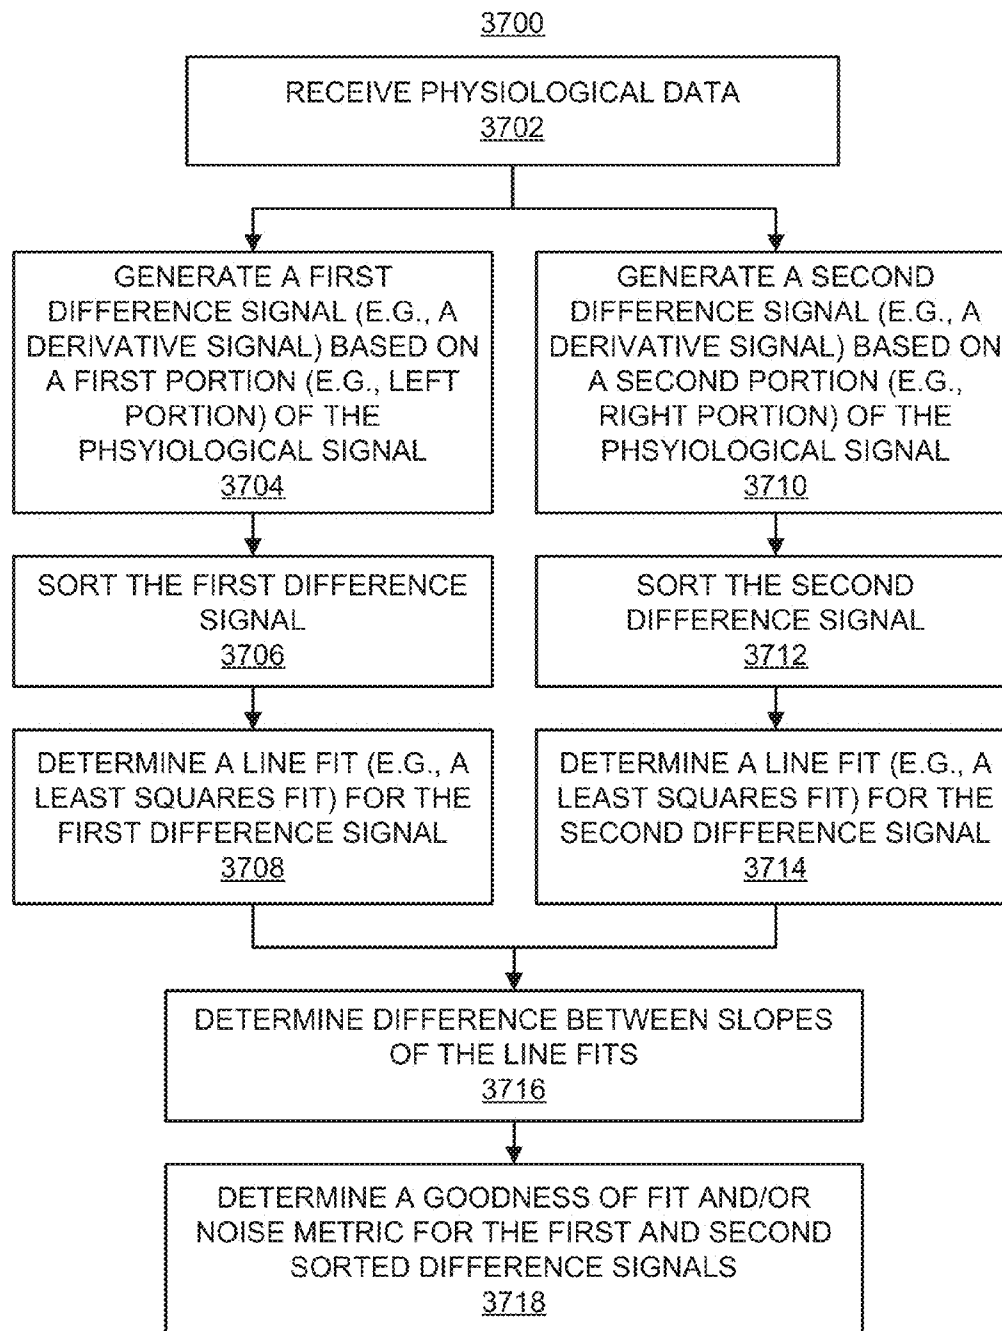 3700
RECEIVE PHYSIOLOGICAL DATA
3702
GENERATE A FIRST
DIFFERENCE SIGNAL (E.G., A
DERIVATIVE SIGNAL) BASED ON
A FIRST PORTION (E.G., LEFT
PORTION) OF THE
PHSYIOLOGICAL SIGNAL
3704
GENERATE A SECOND
DIFFERENCE SIGNAL (E.G., A
DERIVATIVE SIGNAL) BASED ON
A SECOND PORTION (E.G.,
RIGHT PORTION) OF THE
PHSYIOLOGICAL SIGNAL
3710
SORT THE FIRST DIFFERENCE
SIGNAL
3706
SORT THE SECOND
DIFFERENCE SIGNAL
3712
DETERMINE A LINE FIT (E.G., A
LEAST SQUARES FIT) FOR THE
FIRST DIFFERENCE SIGNAL
3708
DETERMINE A LINE FIT (E.G., A
LEAST SQUARES FIT) FOR THE
SECOND DIFFERENCE SIGNAL
3714
DETERMINE DIFFERENCE BETWEEN SLOPES
OF THE LINE FITS
3716
DETERMINE A GOODNESS OF FIT AND/OR
NOISE METRIC FOR THE FIRST AND SECOND
SORTED DIFFERENCE SIGNALS
3718